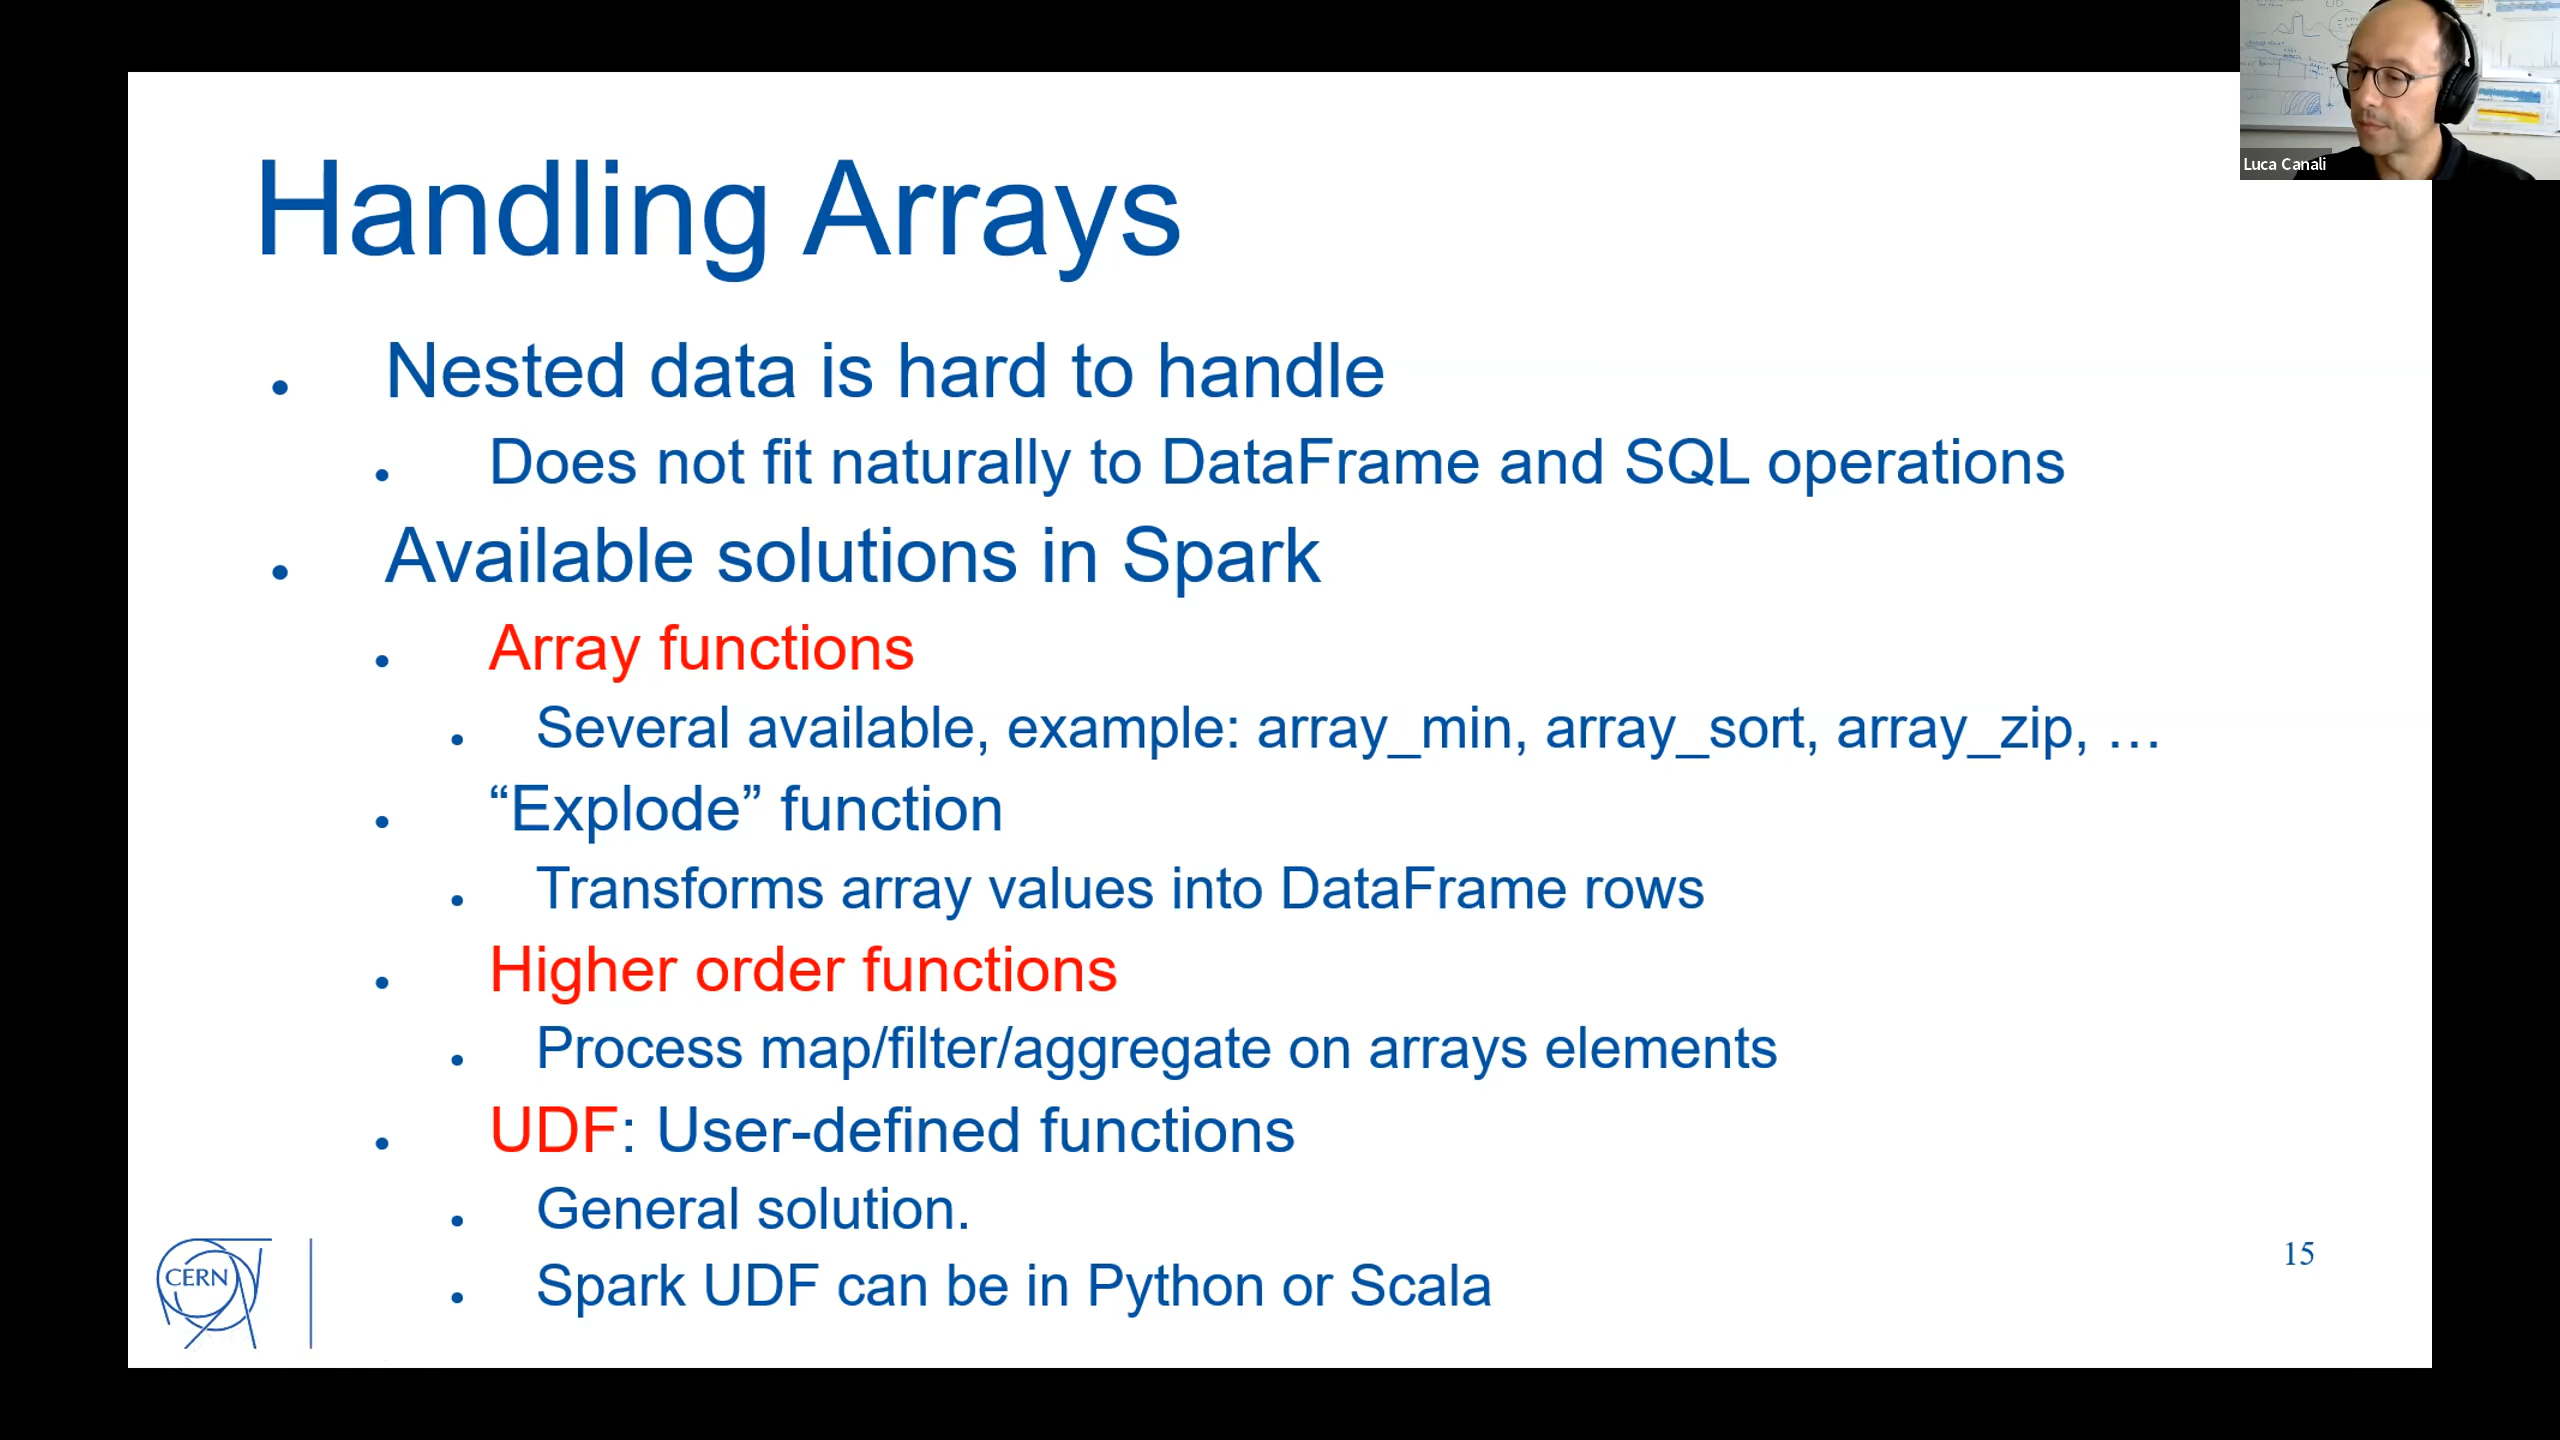 Luca Canali
Handling Arrays
• Nested data is hard to handle
• Does not fit naturally to DataFrame and SQL operations
• Available solutions in Spark
• Array functions
• Several available, example: array_min, array_sort, array_zip, …
• “Explode” function
• Transforms array values into DataFrame rows
• Higher order functions
• Process map/filter/aggregate on arrays elements
• UDF: User-defined functions
• General solution.
• Spark UDF can be in Python or Scala
CERN
15